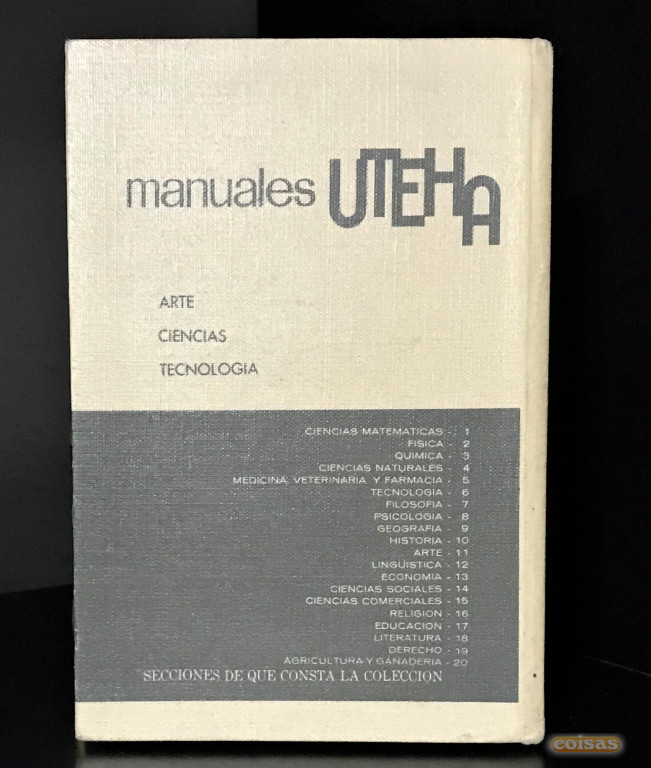 manuales UTEHA
ARTE
CIENCIAS
TECNOLOGIA
CIENCIAS MATEMATICAS - 1
FISICA - 2
QUIMICA - 3
CIENCIAS NATURALES - 4
MEDICINA, VETERINARIA Y FARMACIA - 5
TECNOLOGIA - 6
FILOSOFIA - 7
PSICOLOGIA - 8
GEOGRAFIA - 9
HISTORIA - 10
ARTE - 11
LINGÜISTICA - 12
ECONOMIA - 13
CIENCIAS SOCIALES - 14
CIENCIAS COMERCIALES - 15
RELIGION - 16
EDUCACION - 17
LITERATURA - 18
DERECHO - 19
AGRICULTURA Y GANADERIA - 20
SECCIONES DE QUE CONSTA LA COLECCION
coisas